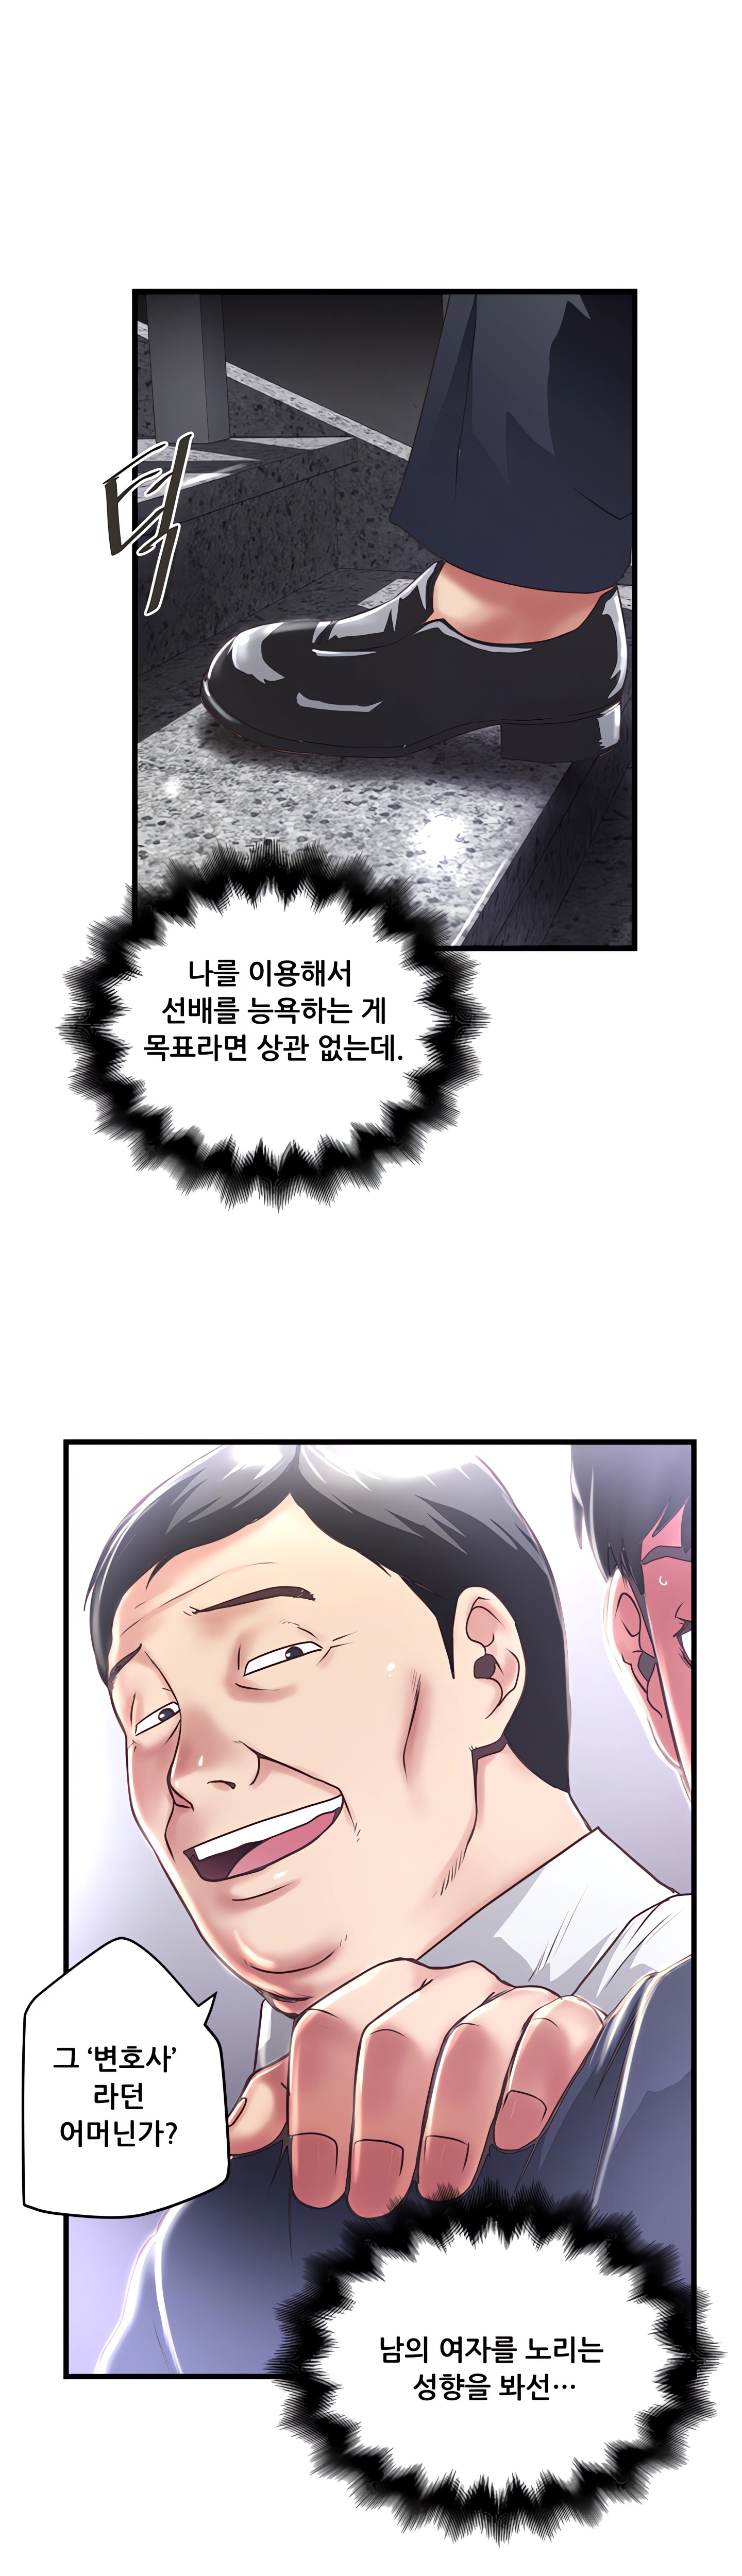 턱
나를 이용해서
선배를 능욕하는 게
목표라면 상관 없는데.
그 ‘변호사’
라던
어머닌가?
남의 여자를 노리는
성향을 봐선…